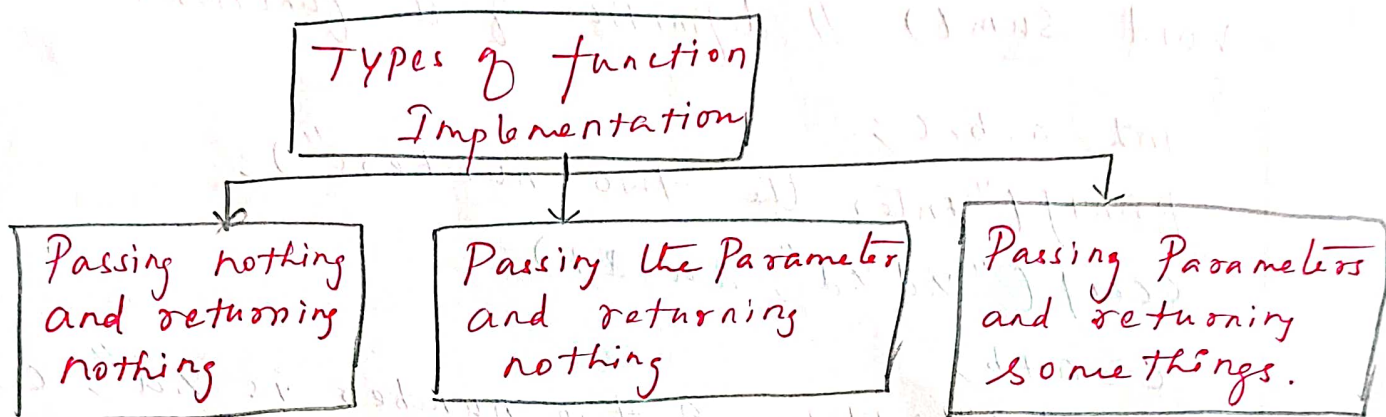 Types of function
Implementation
Passing nothing
and returning
nothing
Passing the Parameter
and returning
nothing
Passing Parameters
and returning
somethings.